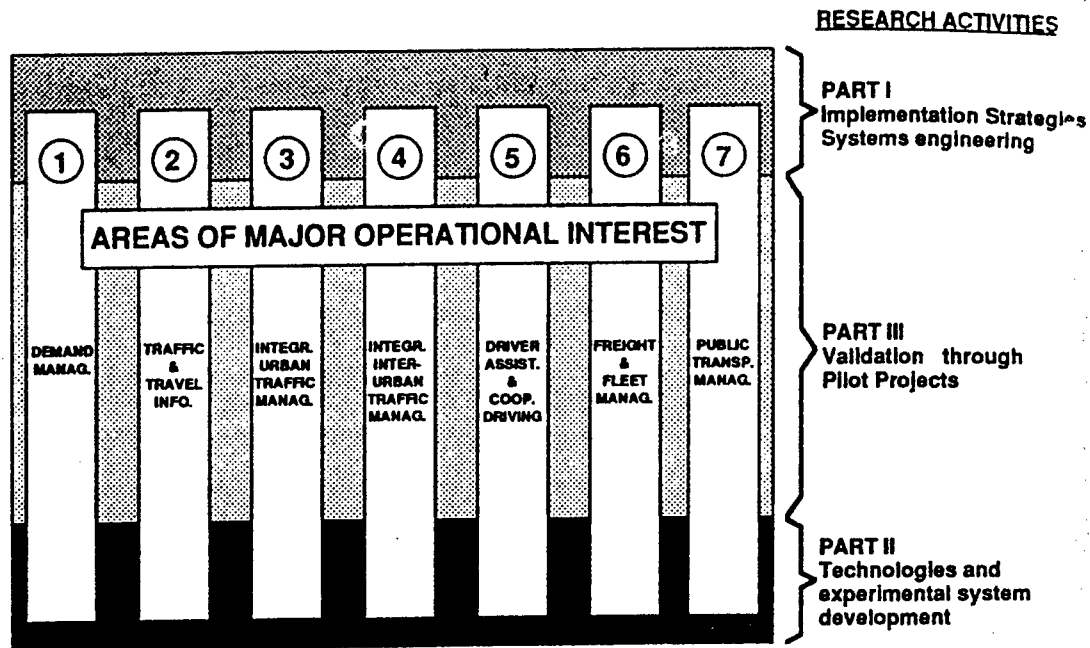 RESEARCH ACTIVITIES
PART I
Implementation Strategies
Systems engineering
1
2
3
4
5
6
7
AREAS OF MAJOR OPERATIONAL INTEREST
DEMAND
MANAG.
TRAFFIC
&
TRAVEL
INFO.
INTEGR.
URBAN
TRAFFIC
MANAG.
INTEGR.
INTER-
URBAN
TRAFFIC
MANAG.
DRIVER
ASSIST.
&
COOP.
DRIVING
FREIGHT
&
FLEET
MANAG.
PUBLIC
TRANSP.
MANAG.
PART III
Validation through
Pilot Projects
PART II
Technologies and
experimental system
development